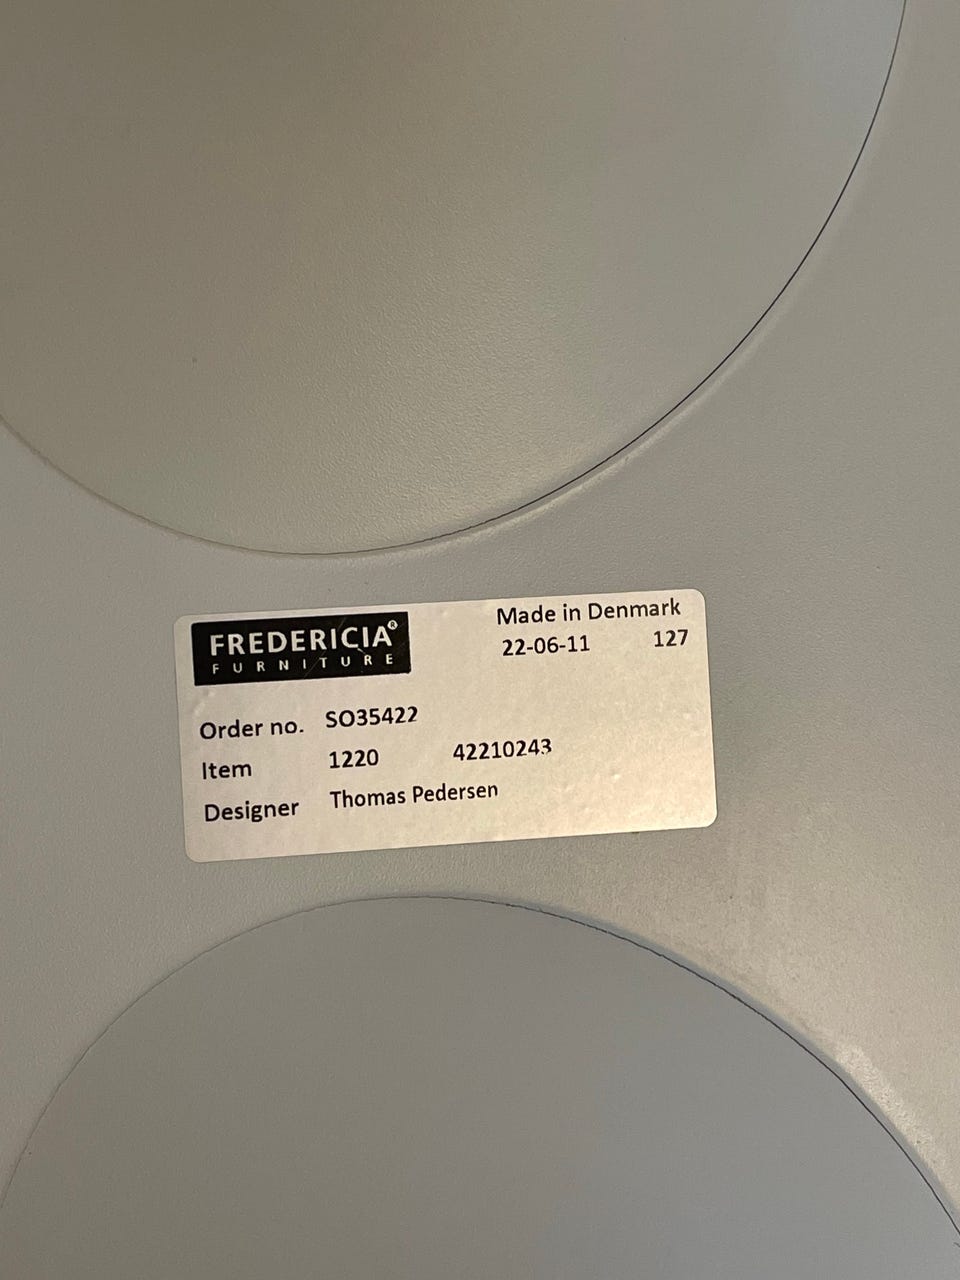 FREDERICIA®
FURNITURE
Made in Denmark
22-06-11 127
Order no. SO35422
Item 1220 42210243
Designer Thomas Pedersen